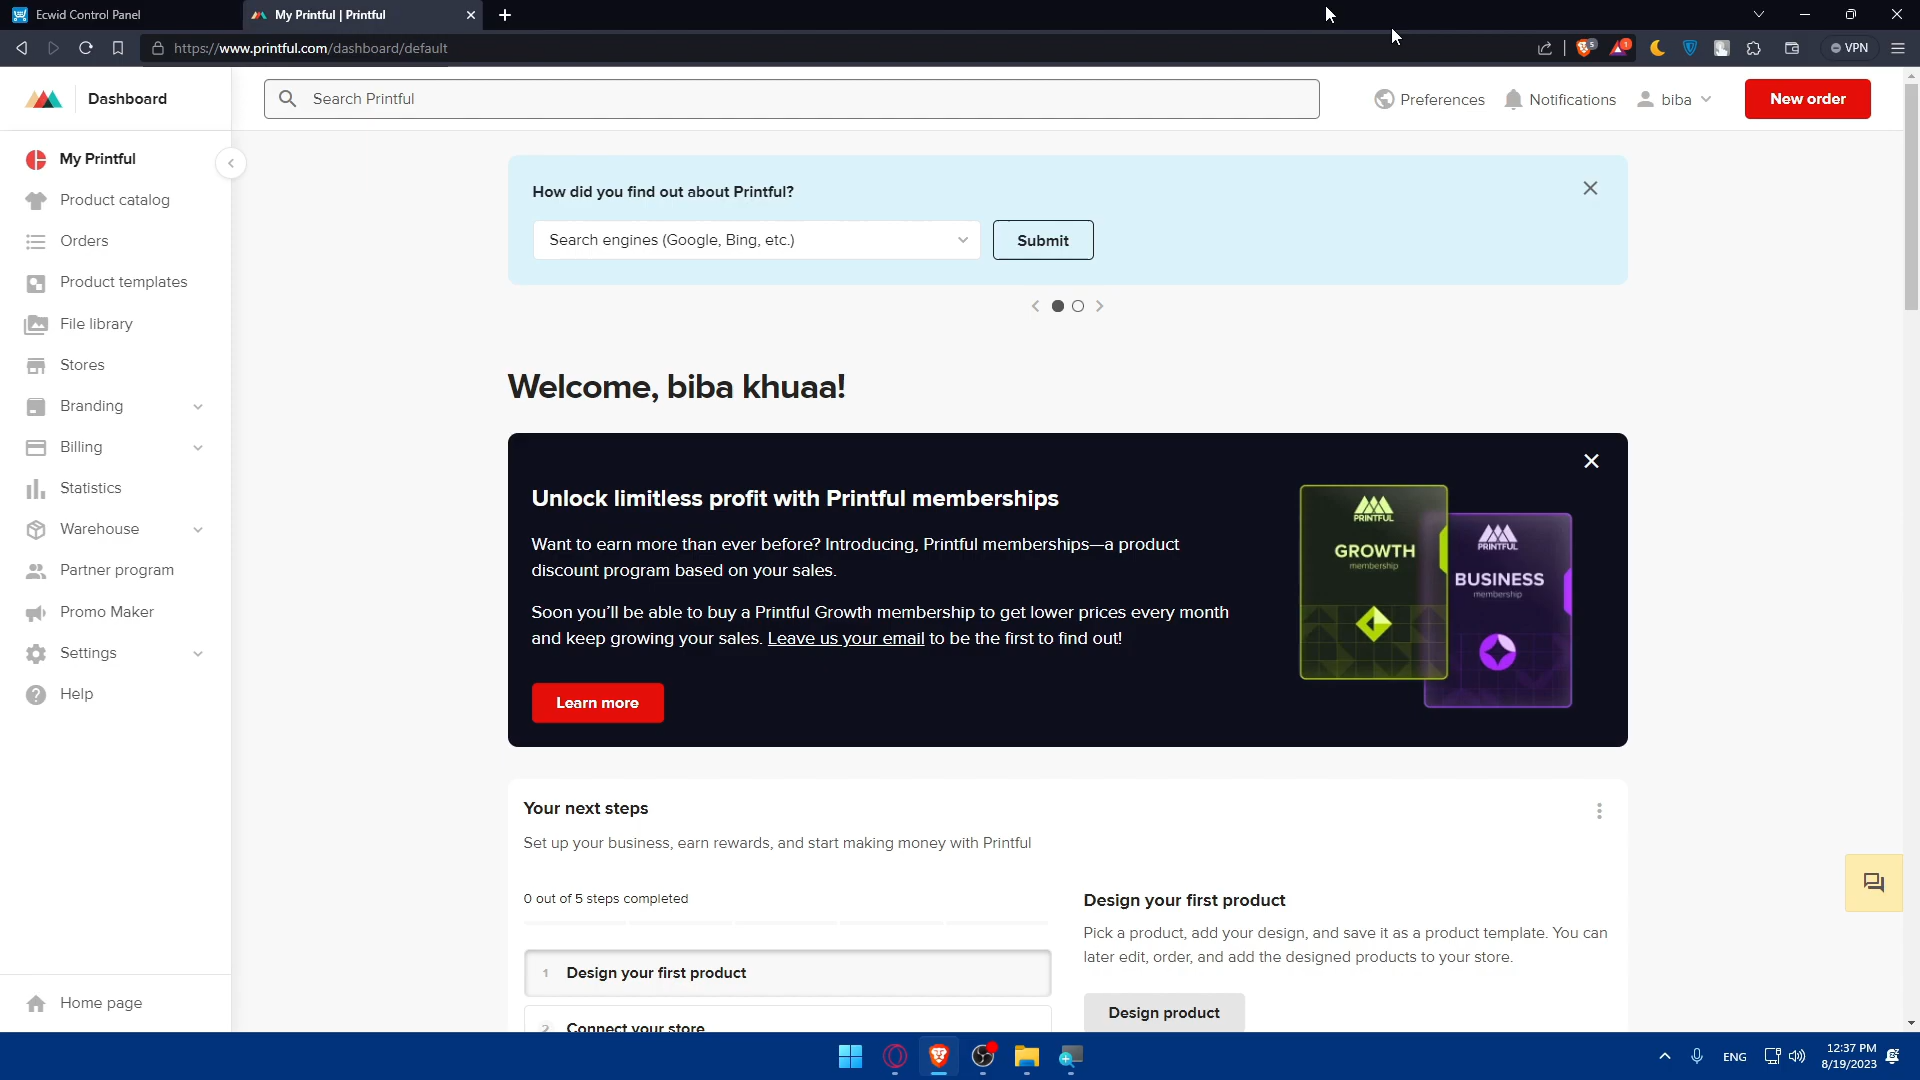 Ecwid Control Panel
My Printful | Printful
https://www.printful.com/dashboard/default
5
1
VPN
Dashboard
Search Printful
Preferences
Notifications
biba
New order
My Printful
Product catalog
Orders
Product templates
File library
Stores
Branding
Billing
Statistics
Warehouse
Partner program
Promo Maker
Settings
Help
Home page
How did you find out about Printful?
Search engines (Google, Bing, etc.)
Submit
Welcome, biba khuaa!
Unlock limitless profit with Printful memberships
Want to earn more than ever before? Introducing, Printful memberships—a product
discount program based on your sales.
Soon you'll be able to buy a Printful Growth membership to get lower prices every month
and keep growing your sales. Leave us your email to be the first to find out!
Learn more
PRINTFUL
GROWTH
membership
PRINTFUL
BUSINESS
membership
Your next steps
Set up your business, earn rewards, and start making money with Printful
0 out of 5 steps completed
1 Design your first product
2 Connect your store
Design your first product
Pick a product, add your design, and save it as a product template. You can
later edit, order, and add the designed products to your store.
Design product
ENG
12:37 PM
8/19/2023